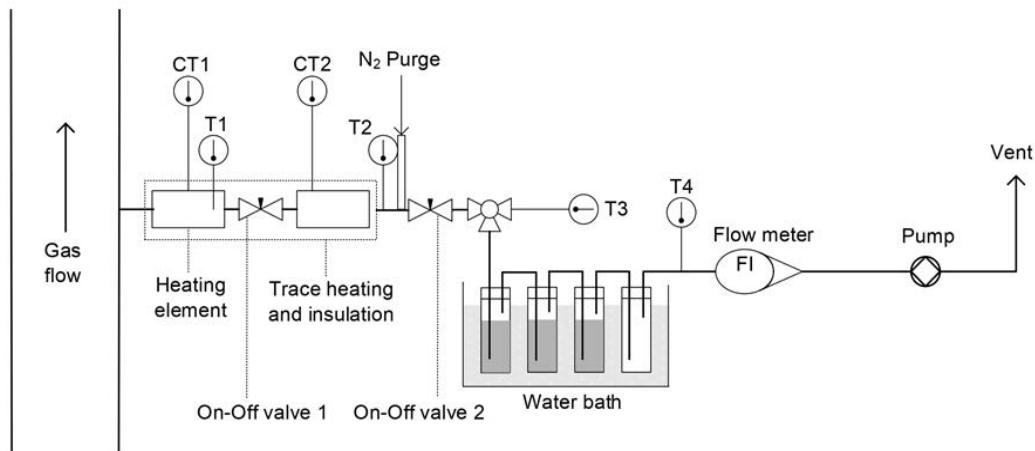 N₂ Purge
CT1
CT2
T1
T2
T3
T4
Vent
Gas
flow
Flow meter
FI
Pump
Heating
element
Trace heating
and insulation
On-Off valve 1
On-Off valve 2
Water bath